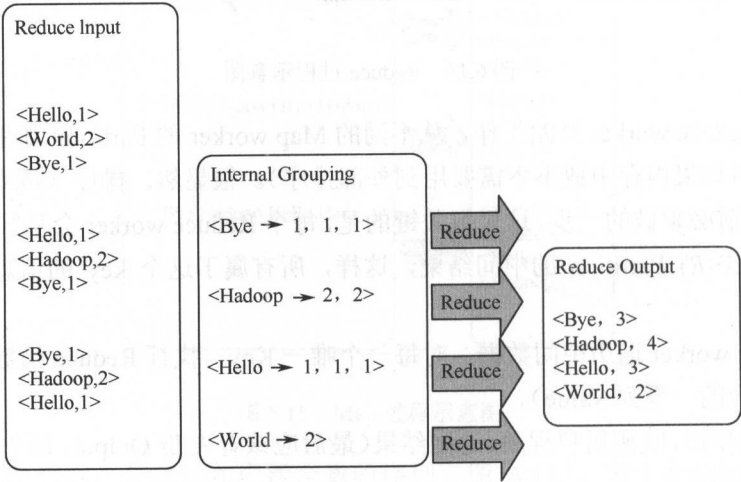 Reduce Input
<Hello,1>
<World,2>
<Bye,1>
<Hello,1>
<Hadoop,2>
<Bye,1>
<Bye,1>
<Hadoop,2>
<Hello,1>
Internal Grouping
<Bye → 1, 1, 1>
<Hadoop → 2, 2>
<Hello → 1, 1, 1>
<World → 2>
Reduce
Reduce
Reduce
Reduce
Reduce Output
<Bye, 3>
<Hadoop, 4>
<Hello, 3>
<World, 2>